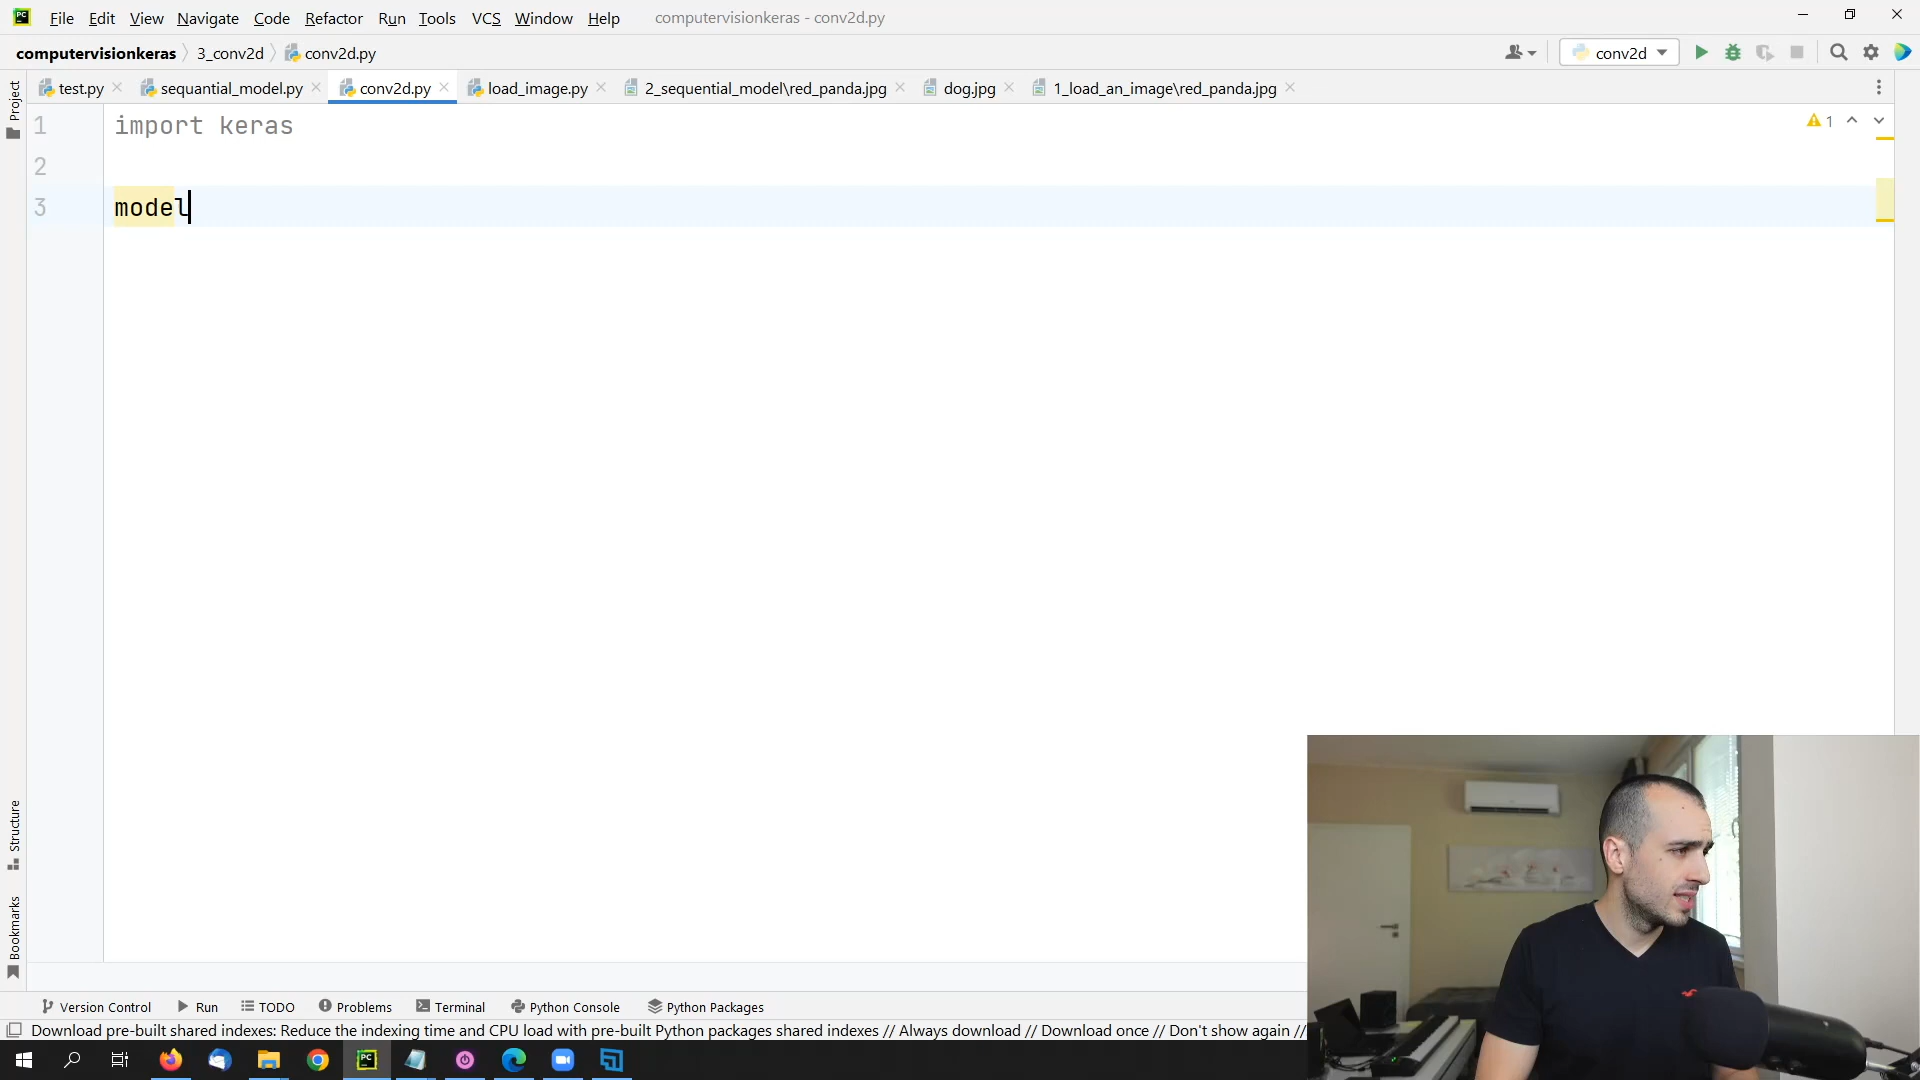 PC File Edit View Navigate Code Refactor Run Tools VCS Window Help computervisionkeras - conv2d.py
computervisionkeras 3_conv2d conv2d.py conv2d
test.py sequantial_model.py conv2d.py load_image.py 2_sequential_model\red_panda.jpg dog.jpg 1_load_an_image\red_panda.jpg
Project
1 import keras
1
2
3 model
Structure
Bookmarks
Version Control Run TODO Problems Terminal Python Console Python Packages
Download pre-built shared indexes: Reduce the indexing time and CPU load with pre-built Python packages shared indexes // Always download // Download once // Don't show again //
PC